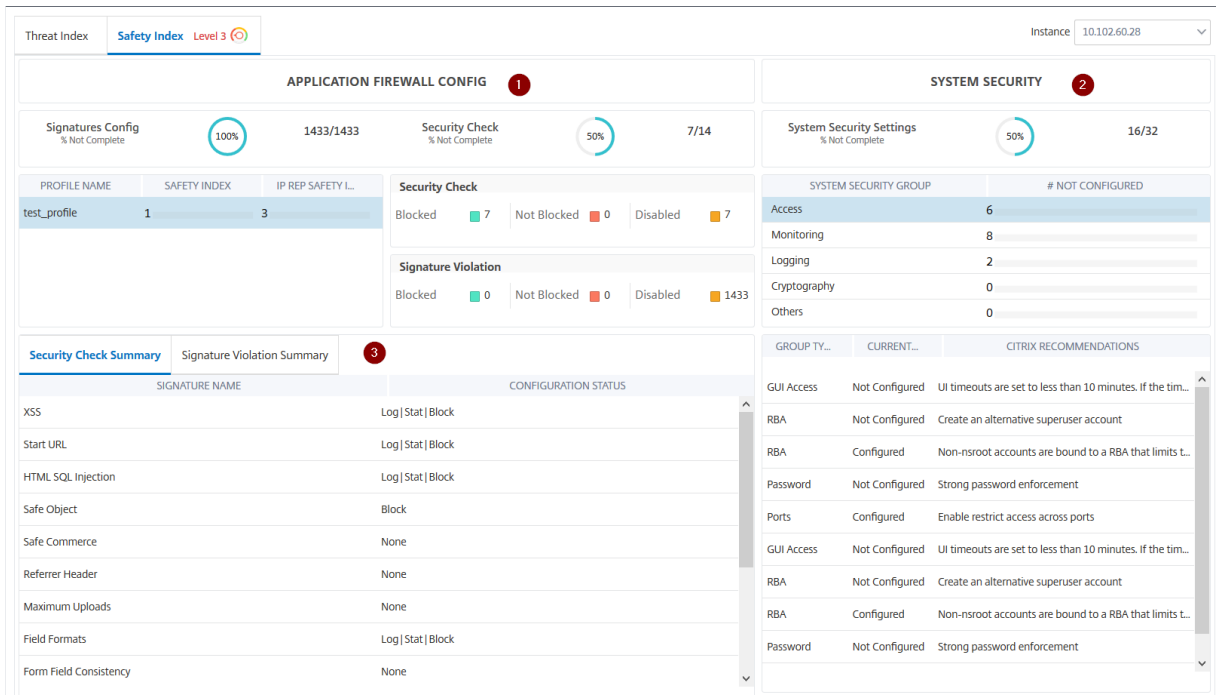 Threat Index Safety Index Level 3 Instance 10.102.60.28
APPLICATION FIREWALL CONFIG 1 SYSTEM SECURITY 2
Signatures Config
% Not Complete
100%
1433/1433
Security Check
% Not Complete
50%
7/14
System Security Settings
% Not Complete
50%
16/32
PROFILE NAME SAFETY INDEX IP REP SAFETY I...
test_profile 1 3
Security Check
Blocked 7 Not Blocked 0 Disabled 7
Signature Violation
Blocked 0 Not Blocked 0 Disabled 1433
SYSTEM SECURITY GROUP # NOT CONFIGURED
Access 6
Monitoring 8
Logging 2
Cryptography 0
Others 0
Security Check Summary Signature Violation Summary 3
SIGNATURE NAME CONFIGURATION STATUS
XSS Log|Stat|Block
Start URL Log|Stat|Block
HTML SQL Injection Log|Stat|Block
Safe Object Block
Safe Commerce None
Referrer Header None
Maximum Uploads None
Field Formats Log|Stat|Block
Form Field Consistency None
GROUP TY... CURRENT... CITRIX RECOMMENDATIONS
GUI Access Not Configured UI timeouts are set to less than 10 minutes. If the tim...
RBA Not Configured Create an alternative superuser account
RBA Configured Non-nsroot accounts are bound to a RBA that limits t...
Password Not Configured Strong password enforcement
Ports Configured Enable restrict access across ports
GUI Access Not Configured UI timeouts are set to less than 10 minutes. If the tim...
RBA Not Configured Create an alternative superuser account
RBA Configured Non-nsroot accounts are bound to a RBA that limits t...
Password Not Configured Strong password enforcement